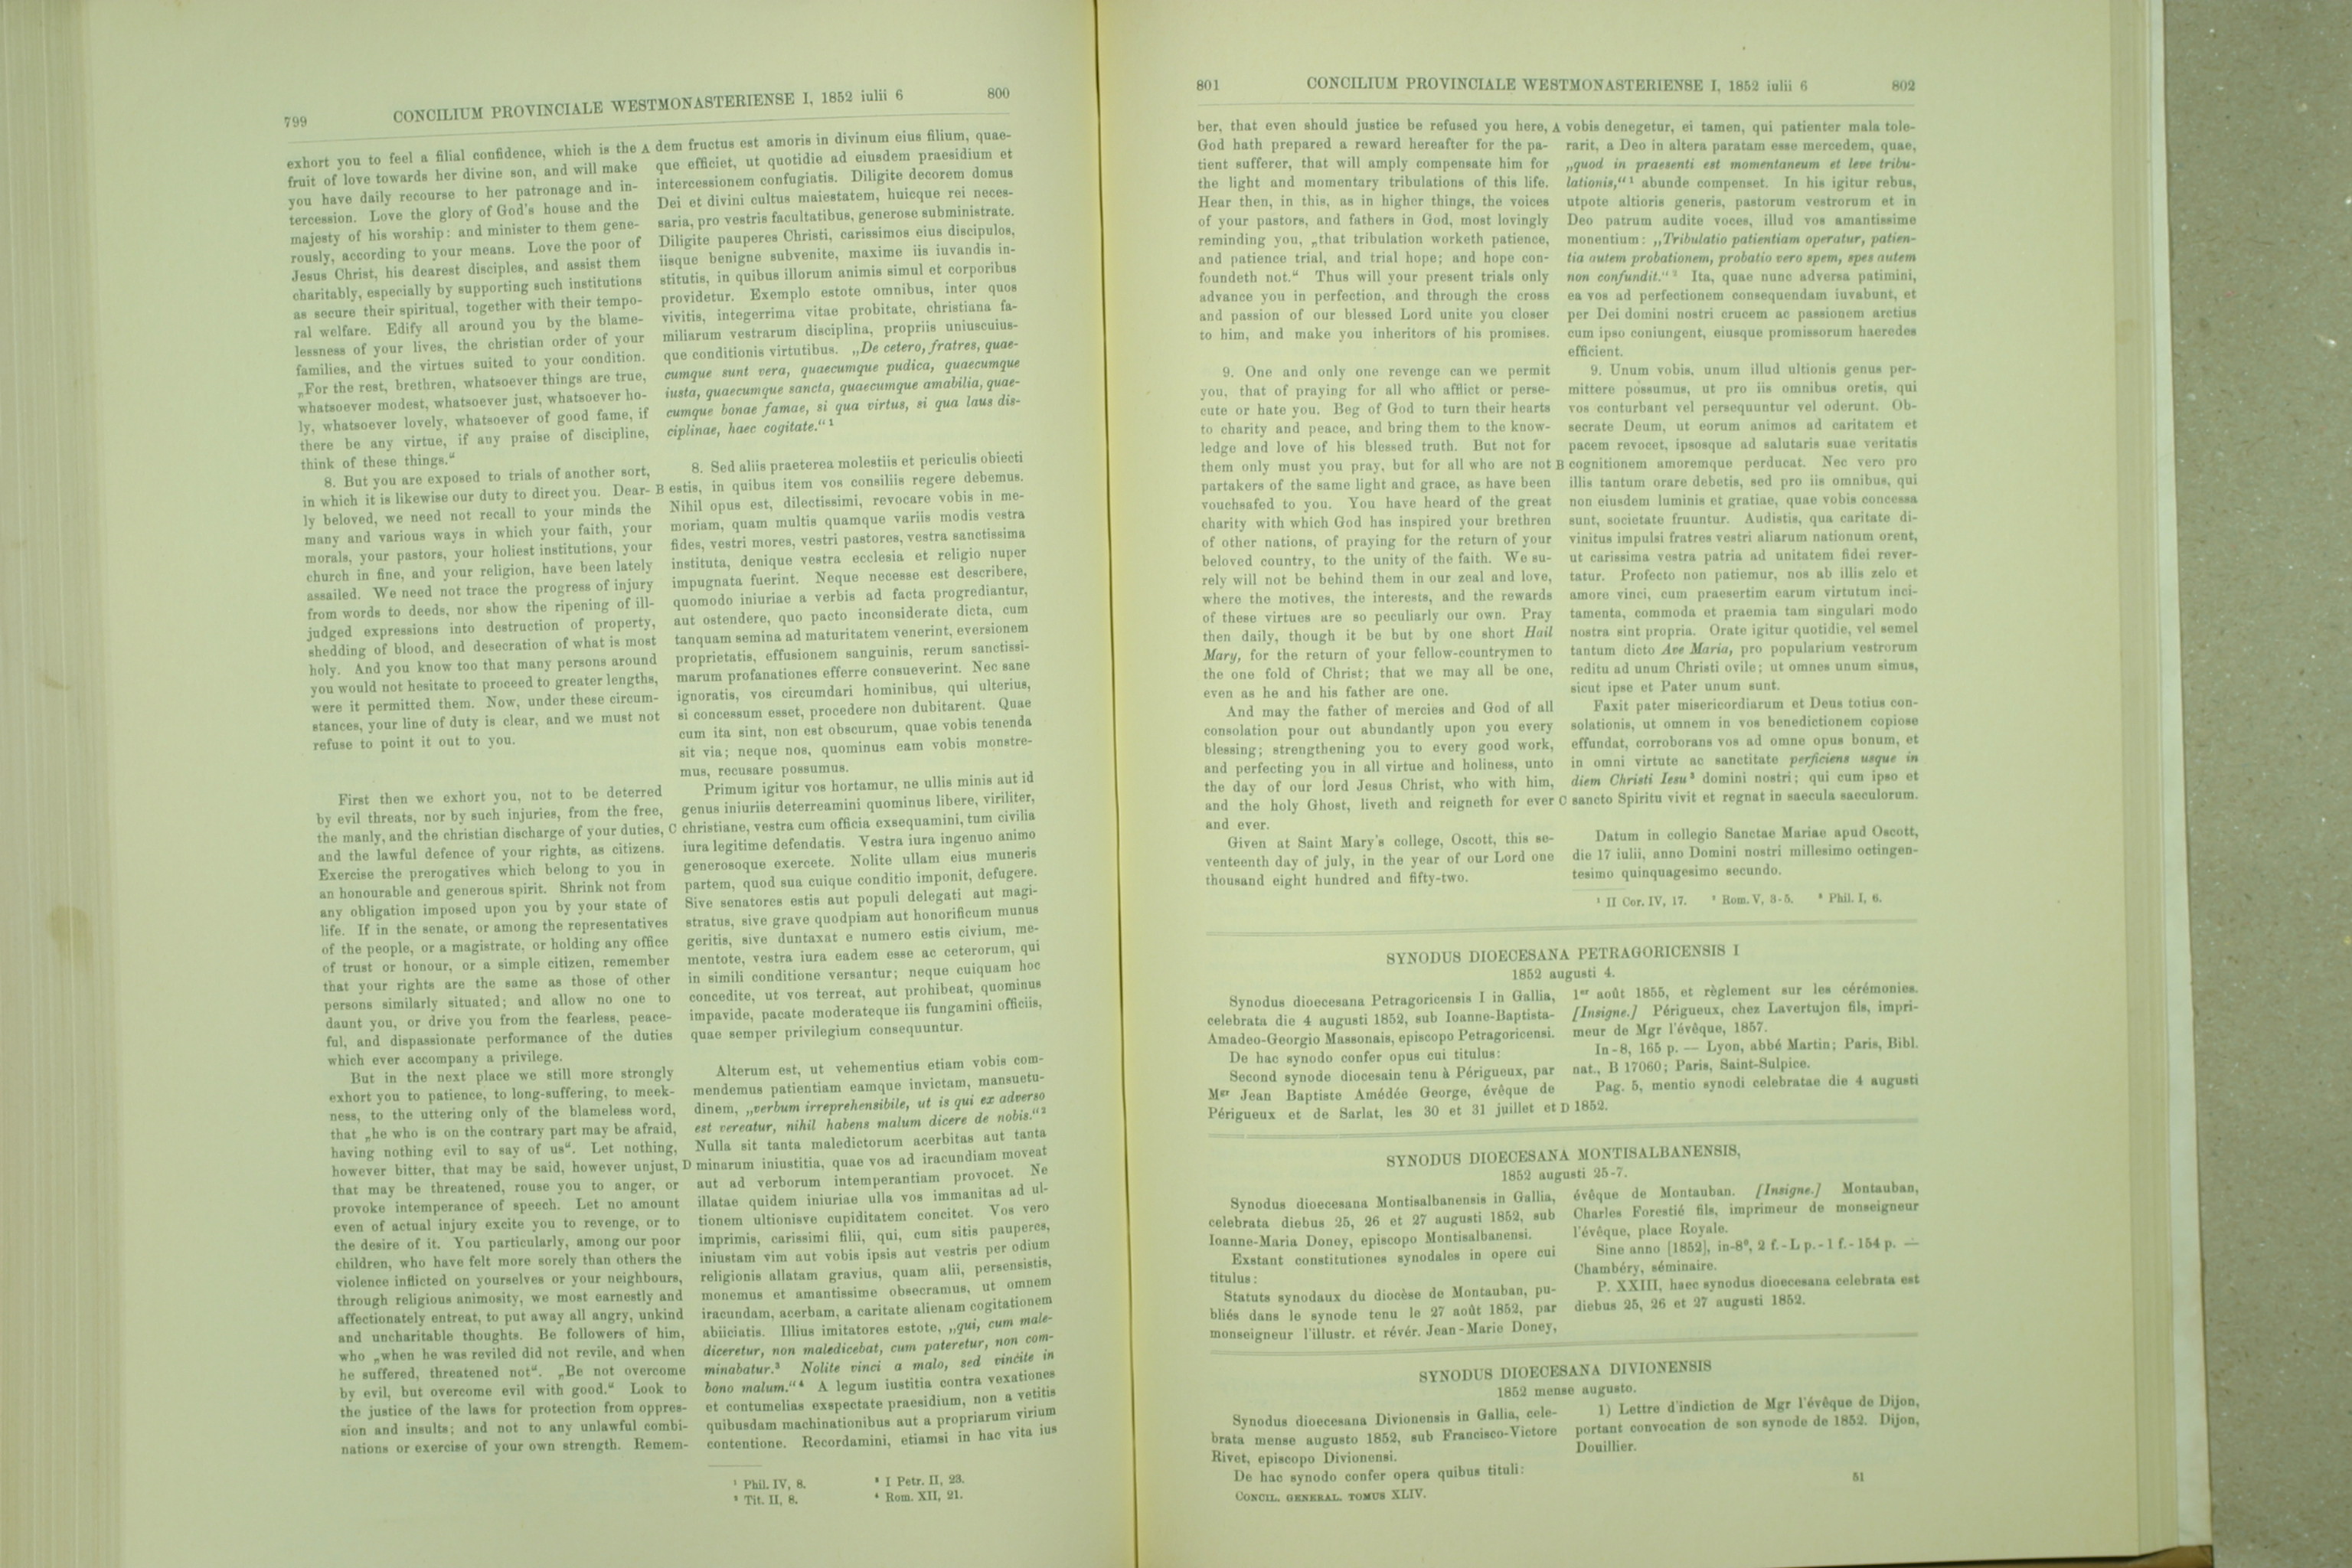 799
CONCILIUM PROVINCIALE WESTMONASTERIENSE I, 1852 iulii 6
800
exhort you to feel a filial confidence, which is the
fruit of love towards her divine son, and will make
you have daily recourse to her patronage and in-
tercession. Love the glory of God's house and the
majesty of his worship: and minister to them gene-
rously, according to your means. Love the poor of
Jesus Christ, his dearest disciples, and assist them
charitably, especially by supporting such institutions
as secure their spiritual, together with their tempo-
ral welfare. Edify all around you by the blame-
lessness of your lives, the christian order of your
families, and the virtues suited to your condition.
„For the rest, brethren, whatsoever things are true,
whatsoever modest, whatsoever just, whatsoever ho-
ly, whatsoever lovely, whatsoever of good fame, if
there be any virtue, if any praise of discipline,
think of these things.“
8. But you are exposed to trials of another sort,
in which it is likewise our duty to direct you. Dear-
ly beloved, we need not recall to your minds the
many and various ways in which your faith, your
morals, your pastors, your holiest institutions, your
church in fine, and your religion, have been lately
assailed. We need not trace the progress of injury
from words to deeds, nor show the ripening of ill-
judged expressions into destruction of property,
shedding of blood, and desecration of what is most
holy. And you know too that many persons around
you would not hesitate to proceed to greater lengths,
were it permitted them. Now, under these circum-
stances, your line of duty is clear, and we must not
refuse to point it out to you.
First then we exhort you, not to be deterred
by evil threats, nor by such injuries, from the free,
the manly, and the christian discharge of your duties,
and the lawful defence of your rights, as citizens.
Exercise the prerogatives which belong to you in
an honourable and generous spirit. Shrink not from
any obligation imposed upon you by your state of
life. If in the senate, or among the representatives
of the people, or a magistrate, or holding any office
of trust or honour, or a simple citizen, remember
that your rights are the same as those of other
persons similarly situated; and allow no one to
daunt you, or drive you from the fearless, peace-
ful, and dispassionate performance of the duties
which ever accompany a privilege.
But in the next place we still more strongly
exhort you to patience, to long-suffering, to meek-
ness, to the uttering only of the blameless word,
that „he who is on the contrary part may be afraid,
having nothing evil to say of us“. Let nothing,
however bitter, that may be said, however unjust,
that may be threatened, rouse you to anger, or
provoke intemperance of speech. Let no amount
even of actual injury excite you to revenge, or to
the desire of it. You particularly, among our poor
children, who have felt more sorely than others the
violence inflicted on yourselves or your neighbours,
through religious animosity, we most earnestly and
affectionately entreat, to put away all angry, unkind
and uncharitable thoughts. Be followers of him,
who „when he was reviled did not revile, and when
he suffered, threatened not“. „Be not overcome
by evil, but overcome evil with good.“ Look to
the justice of the laws for protection from oppres-
sion and insults; and not to any unlawful combi-
nations or exercise of your own strength. Remem-
A
B
C
D
dem fructus est amoris in divinum eius filium, quae-
que efficiet, ut quotidie ad eiusdem praesidium et
intercessionem confugiatis. Diligite decorem domus
Dei et divini cultus maiestatem, huicque rei neces-
saria, pro vestris facultatibus, generose subministrate.
Diligite pauperes Christi, carissimos eius discipulos,
iisque benigne subvenite, maxime iis iuvandis in-
stitutis, in quibus illorum animis simul et corporibus
providetur. Exemplo estote omnibus, inter quos
vivitis, integerrima vitae probitate, christiana fa-
miliarum vestrarum disciplina, propriis uniuscuius-
que conditionis virtutibus. „De cetero, fratres, quae-
cumque sunt vera, quaecumque pudica, quaecumque
iusta, quaecumque sancta, quaecumque amabilia, quae-
cumque bonae famae, si qua virtus, si qua laus dis-
ciplinae, haec cogitate.“ ¹
8. Sed aliis praeterea molestiis et periculis obiecti
estis, in quibus item vos consiliis regere debemus.
Nihil opus est, dilectissimi, revocare vobis in me-
moriam, quam multis quamque variis modis vestra
fides, vestri mores, vestri pastores, vestra sanctissima
instituta, denique vestra ecclesia et religio nuper
impugnata fuerint. Neque necesse est describere,
quomodo iniuriae a verbis ad facta progrediantur,
aut ostendere, quo pacto inconsiderate dicta, cum
tanquam semina ad maturitatem venerint, eversionem
proprietatis, effusionem sanguinis, rerum sanctissi-
marum profanationes efferre consueverint. Nec sane
ignoratis, vos circumdari hominibus, qui ulterius,
si concessum esset, procedere non dubitarent. Quae
cum ita sint, non est obscurum, quae vobis tenenda
sit via; neque nos, quominus eam vobis monstre-
mus, recusare possumus.
Primum igitur vos hortamur, ne ullis minis aut id
genus iniuriis deterreamini quominus libere, viriliter,
christiane, vestra cum officia exsequamini, tum civilia
iura legitime defendatis. Vestra iura ingenuo animo
generosoque exercete. Nolite ullam eius muneris
partem, quod sua cuique conditio imponit, defugere.
Sive senatores estis aut populi delegati aut magi-
stratus, sive grave quodpiam aut honorificum munus
geritis, sive duntaxat e numero estis civium, me-
mentote, vestra iura eadem esse ac ceterorum, qui
in simili conditione versantur; neque cuiquam hoc
concedite, ut vos terreat, aut prohibeat, quominus
impavide, pacate moderateque iis fungamini officiis,
quae semper privilegium consequuntur.
Alterum est, ut vehementius etiam vobis com-
mendemus patientiam eamque invictam, mansuetu-
dinem, „verbum irreprehensibile, ut is qui ex adverso
est vereatur, nihil habens malum dicere de nobis.“ ²
Nulla sit tanta maledictorum acerbitas aut tanta
minarum iniustitia, quae vos ad iracundiam moveat
aut ad verborum intemperantiam provocet. Ne
illatae quidem iniuriae ulla vos immanitas ad ul-
tionem ultionisve cupiditatem concitet. Vos vero
imprimis, carissimi filii, qui, cum sitis pauperes,
iniustam vim aut vobis ipsis aut vestris per odium
religionis allatam gravius, quam alii, persensistis,
monemus et amantissime obsecramus, ut omnem
iracundam, acerbam, a caritate alienam cogitationem
abiiciatis. Illius imitatores estote, „qui, cum male-
diceretur, non maledicebat, cum pateretur, non com-
minabatur.³ Nolite vinci a malo, sed vincite in
bono malum.“ ⁴ A legum iustitia contra vexationes
et contumelias exspectate praesidium, non a vetitis
quibusdam machinationibus aut a propriarum virium
contentione. Recordamini, etiamsi in hac vita ius
¹ Phil. IV, 8.
² Tit. II, 8.
³ I Petr. II, 23.
⁴ Rom. XII, 21.
801
CONCILIUM PROVINCIALE WESTMONASTERIENSE I, 1852 iulii 6
802
ber, that even should justice be refused you here,
God hath prepared a reward hereafter for the pa-
tient sufferer, that will amply compensate him for
the light and momentary tribulations of this life.
Hear then, in this, as in higher things, the voices
of your pastors, and fathers in God, most lovingly
reminding you, „that tribulation worketh patience,
and patience trial, and trial hope; and hope con-
foundeth not.“ Thus will your present trials only
advance you in perfection, and through the cross
and passion of our blessed Lord unite you closer
to him, and make you inheritors of his promises.
9. One and only one revenge can we permit
you, that of praying for all who afflict or perse-
cute or hate you. Beg of God to turn their hearts
to charity and peace, and bring them to the know-
ledge and love of his blessed truth. But not for
them only must you pray, but for all who are not
partakers of the same light and grace, as have been
vouchsafed to you. You have heard of the great
charity with which God has inspired your brethren
of other nations, of praying for the return of your
beloved country, to the unity of the faith. We su-
rely will not be behind them in our zeal and love,
where the motives, the interests, and the rewards
of these virtues are so peculiarly our own. Pray
then daily, though it be but by one short Hail
Mary, for the return of your fellow-countrymen to
the one fold of Christ; that we may all be one,
even as he and his father are one.
And may the father of mercies and God of all
consolation pour out abundantly upon you every
blessing; strengthening you to every good work,
and perfecting you in all virtue and holiness, unto
the day of our lord Jesus Christ, who with him,
and the holy Ghost, liveth and reigneth for ever
and ever.
Given at Saint Mary's college, Oscott, this se-
venteenth day of july, in the year of our Lord one
thousand eight hundred and fifty-two.
A
B
C
vobis denegetur, ei tamen, qui patienter mala tole-
rarit, a Deo in altera paratam esse mercedem, quae,
„quod in praesenti est momentaneum et leve tribu-
lationis,“ ¹ abunde compenset. In his igitur rebus,
utpote altioris generis, pastorum vestrorum et in
Deo patrum audite voces, illud vos amantissime
monentium: „Tribulatio patientiam operatur, patien-
tia autem probationem, probatio vero spem, spes autem
non confundit.“ ² Ita, quae nunc adversa patimini,
ea vos ad perfectionem consequendam iuvabunt, et
per Dei domini nostri crucem ac passionem arctius
cum ipso coniungent, eiusque promissorum haeredes
efficient.
9. Unum vobis, unum illud ultionis genus per-
mittere possumus, ut pro iis omnibus oretis, qui
vos conturbant vel persequuntur vel oderunt. Ob-
secrate Deum, ut eorum animos ad caritatem et
pacem revocet, ipsosque ad salutaris suae veritatis
cognitionem amoremque perducat. Nec vero pro
illis tantum orare debetis, sed pro iis omnibus, qui
non eiusdem luminis et gratiae, quae vobis concessa
sunt, societate fruuntur. Audistis, qua caritate di-
vinitus impulsi fratres vestri aliarum nationum orent,
ut carissima vestra patria ad unitatem fidei rever-
tatur. Profecto non patiemur, nos ab illis zelo et
amore vinci, cum praesertim earum virtutum inci-
tamenta, commoda et praemia tam singulari modo
nostra sint propria. Orate igitur quotidie, vel semel
tantum dicto Ave Maria, pro popularium vestrorum
reditu ad unum Christi ovile; ut omnes unum simus,
sicut ipse et Pater unum sunt.
Faxit pater misericordiarum et Deus totius con-
solationis, ut omnem in vos benedictionem copiose
effundat, corroborans vos ad omne opus bonum, et
in omni virtute ac sanctitate perficiens usque in
diem Christi Iesu ³ domini nostri; qui cum ipso et
sancto Spiritu vivit et regnat in saecula saeculorum.
Datum in collegio Sanctae Mariae apud Oscott,
die 17 iulii, anno Domini nostri millesimo octingen-
tesimo quinquagesimo secundo.
¹ II Cor. IV, 17. ² Rom. V, 3-5. ³ Phil. I, 6.
SYNODUS DIOECESANA PETRAGORICENSIS I
1852 augusti 4.
Synodus dioecesana Petragoricensis I in Gallia,
celebrata die 4 augusti 1852, sub Ioanne-Baptista-
Amadeo-Georgio Massonais, episcopo Petragoricensi.
De hac synodo confer opus cui titulus:
Second synode diocesain tenu à Périgueux, par
Mgr Jean Baptiste Amédée George, évêque de
Périgueux et de Sarlat, les 30 et 31 juillet et
D
1er août 1855, et règlement sur les cérémonies.
[Insigne.] Périgueux, chez Lavertujon fils, impri-
meur de Mgr l'évêque, 1857.
In-8, 165 p. — Lyon, abbé Martin; Paris, Bibl.
nat., B 17060; Paris, Saint-Sulpice.
Pag. 5, mentio synodi celebratae die 4 augusti
1852.
SYNODUS DIOECESANA MONTISALBANENSIS,
1852 augusti 25-7.
Synodus dioecesana Montisalbanensis in Gallia,
celebrata diebus 25, 26 et 27 augusti 1852, sub
Ioanne-Maria Doney, episcopo Montisalbanensi.
Exstant constitutiones synodales in opere cui
titulus:
Statuts synodaux du diocèse de Montauban, pu-
bliés dans le synode tenu le 27 août 1852, par
monseigneur l'illustr. et révér. Jean-Marie Doney,
évêque de Montauban. [Insigne.] Montauban,
Charles Forestié fils, imprimeur de monseigneur
l'évêque, place Royale.
Sine anno [1852], in-8°, 2 f.-L p.-1 f.-154 p. —
Chambéry, séminaire.
P. XXIII, haec synodus dioecesana celebrata est
diebus 25, 26 et 27 augusti 1852.
SYNODUS DIOECESANA DIVIONENSIS
1852 mense augusto.
Synodus dioecesana Divionensis in Gallia, cele-
brata mense augusto 1852, sub Francisco-Victore
Rivet, episcopo Divionensi.
De hac synodo confer opera quibus tituli:
1) Lettre d'indiction de Mgr l'évêque de Dijon,
portant convocation de son synode de 1852. Dijon,
Douillier.
CONCIL. GENERAL. TOMUS XLIV.
51